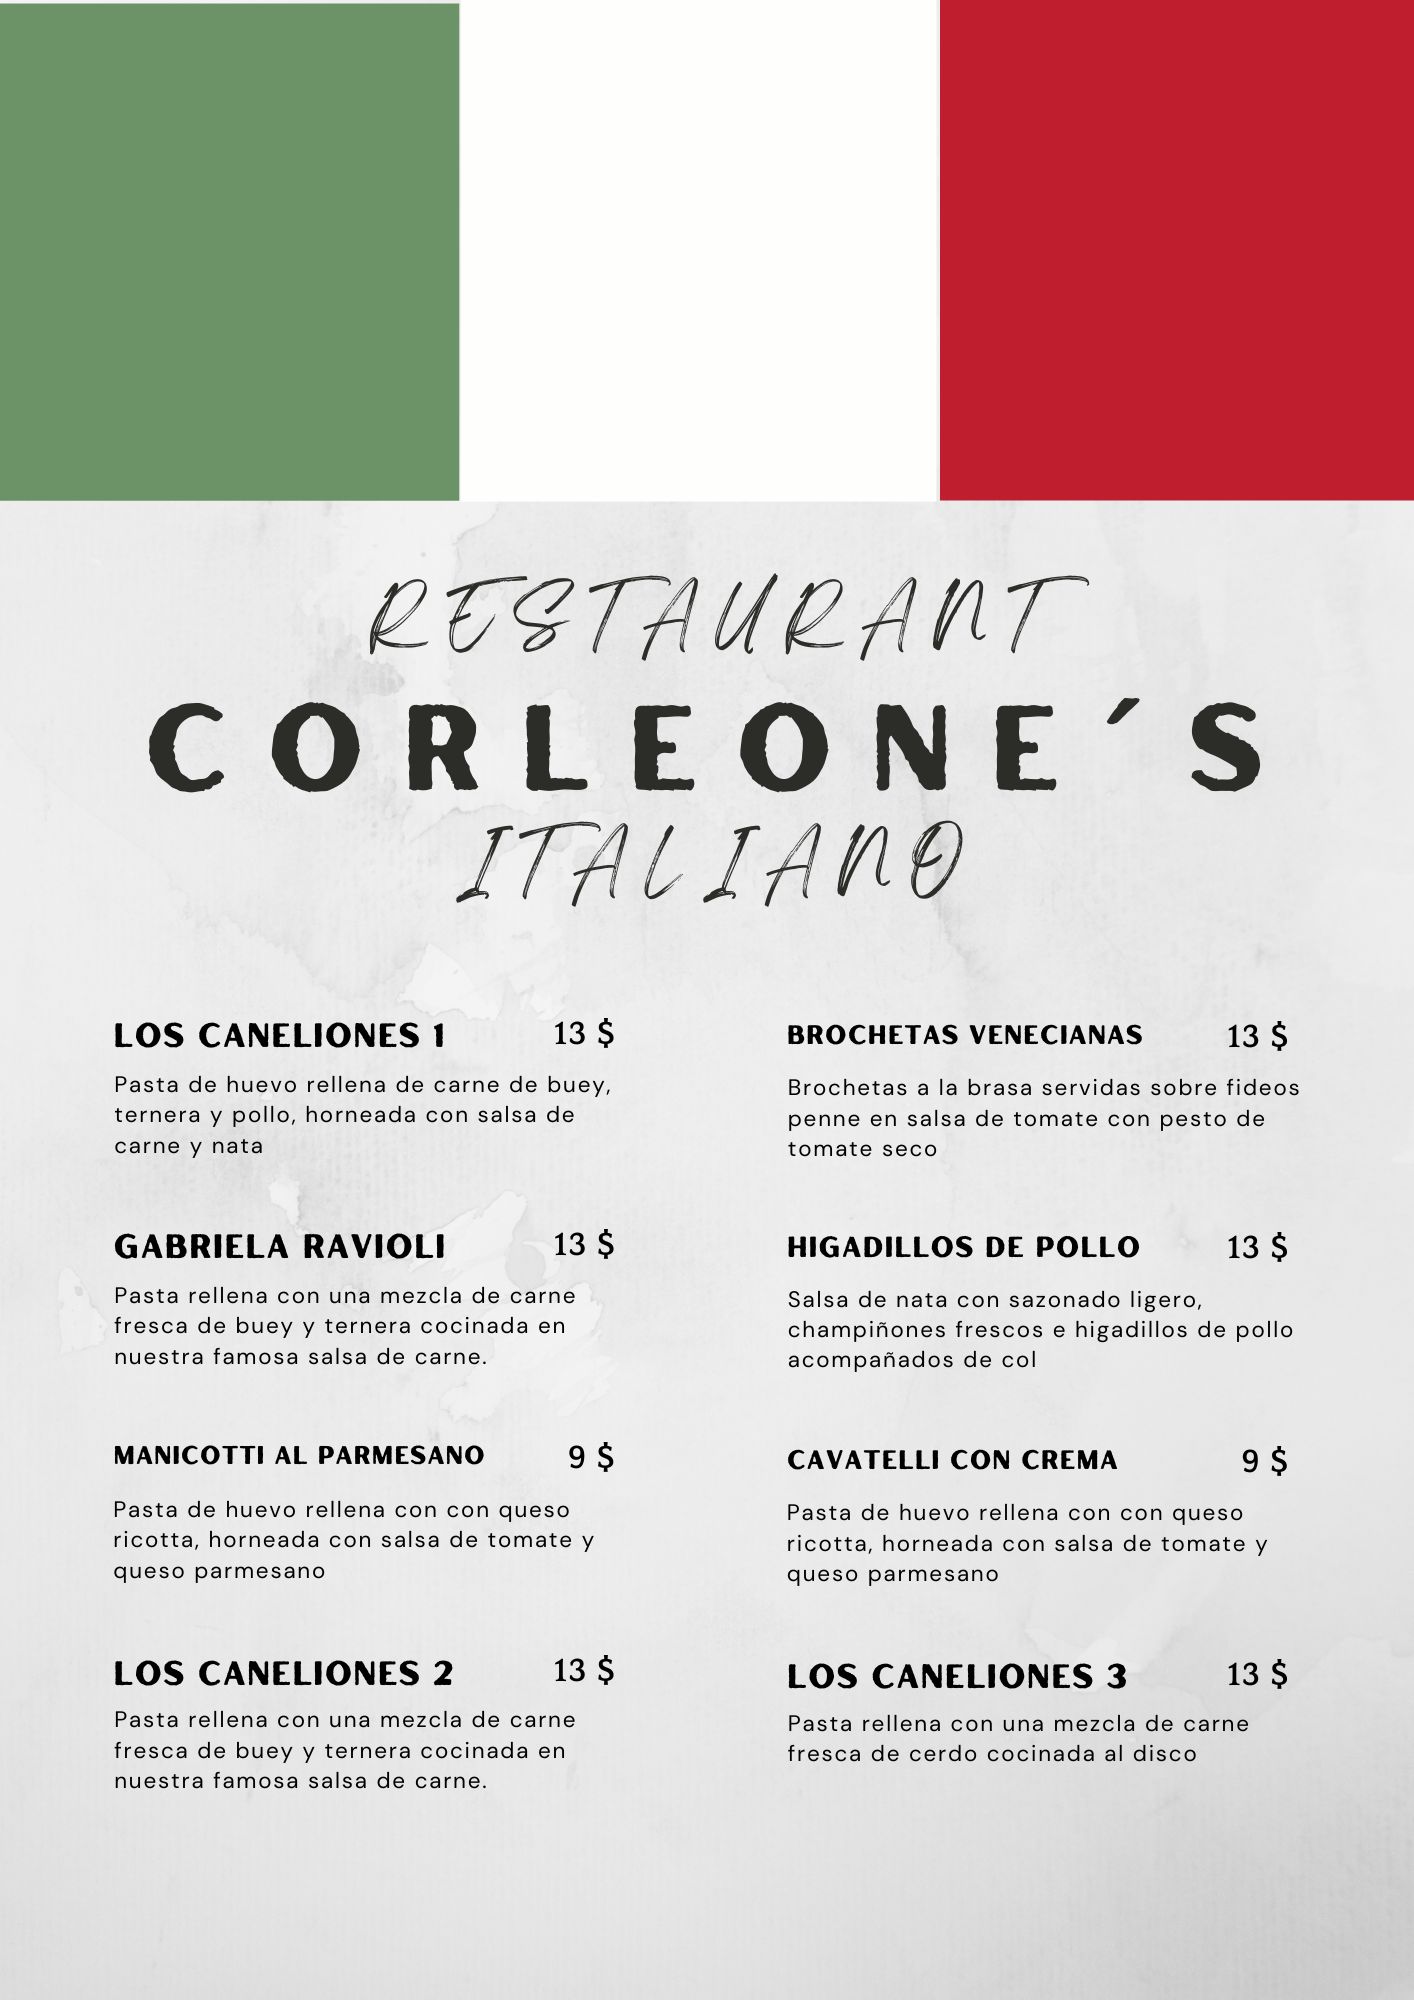 RESTAURANT
CORLEONE´S
ITALIANO
LOS CANELIONES 1 13 $
Pasta de huevo rellena de carne de buey,
ternera y pollo, horneada con salsa de
carne y nata
GABRIELA RAVIOLI 13 $
Pasta rellena con una mezcla de carne
fresca de buey y ternera cocinada en
nuestra famosa salsa de carne.
MANICOTTI AL PARMESANO 9 $
Pasta de huevo rellena con con queso
ricotta, horneada con salsa de tomate y
queso parmesano
LOS CANELIONES 2 13 $
Pasta rellena con una mezcla de carne
fresca de buey y ternera cocinada en
nuestra famosa salsa de carne.
BROCHETAS VENECIANAS 13 $
Brochetas a la brasa servidas sobre fideos
penne en salsa de tomate con pesto de
tomate seco
HIGADILLOS DE POLLO 13 $
Salsa de nata con sazonado ligero,
champiñones frescos e higadillos de pollo
acompañados de col
CAVATELLI CON CREMA 9 $
Pasta de huevo rellena con con queso
ricotta, horneada con salsa de tomate y
queso parmesano
LOS CANELIONES 3 13 $
Pasta rellena con una mezcla de carne
fresca de cerdo cocinada al disco